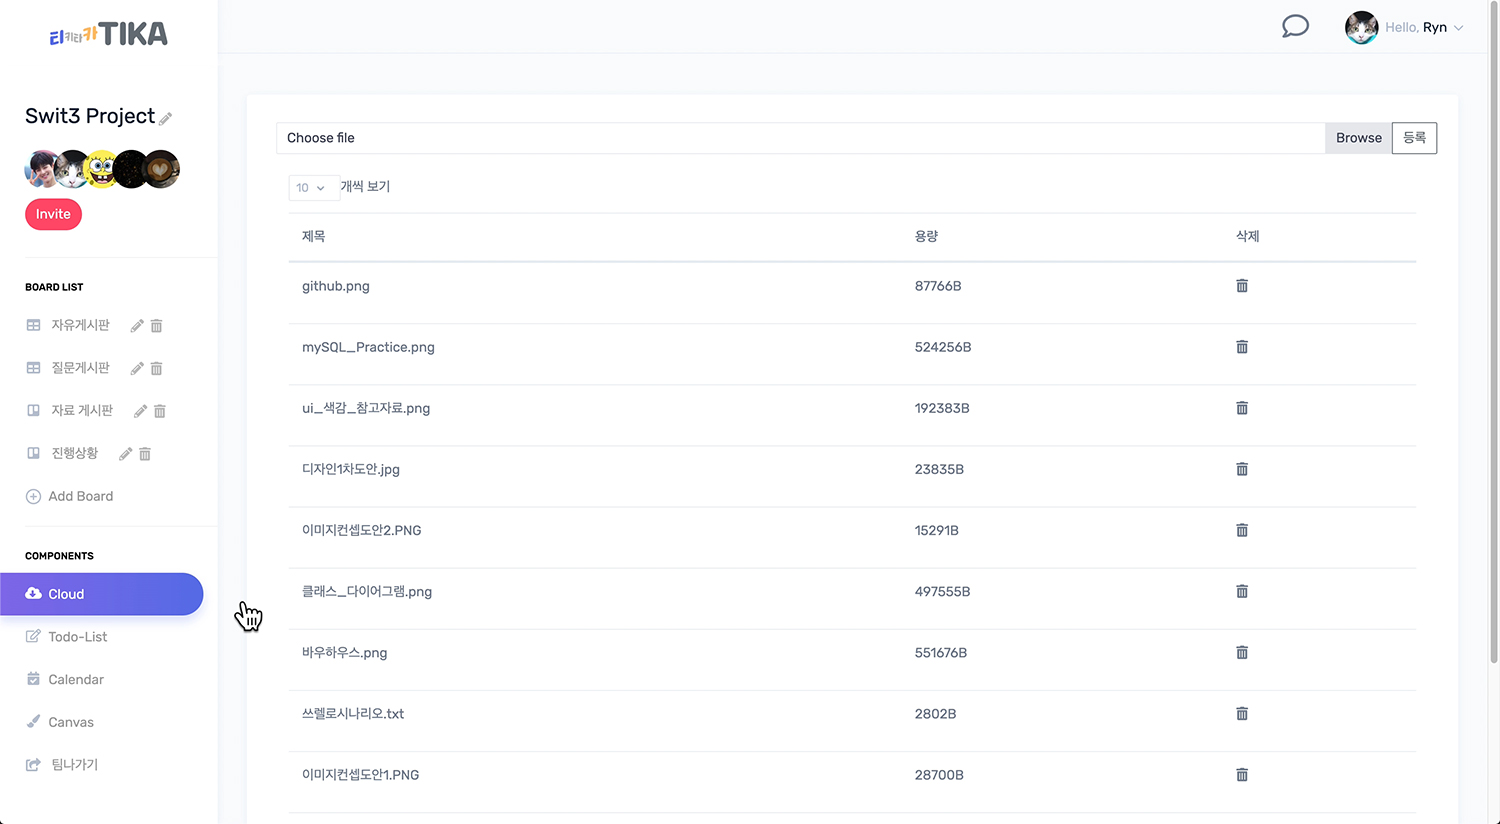 티키타카 TIKA
Hello, Ryn
Swit3 Project
Invite
BOARD LIST
자유게시판
질문게시판
자료 게시판
진행상황
Add Board
COMPONENTS
Cloud
Todo-List
Calendar
Canvas
팀나가기
Choose file
Browse
등록
10 개씩 보기
제목 용량 삭제
github.png 87766B
mySQL_Practice.png 524256B
ui_색감_참고자료.png 192383B
디자인1차도안.jpg 23835B
이미지컨셉도안2.PNG 15291B
클래스_다이어그램.png 497555B
바우하우스.png 551676B
쓰렐로시나리오.txt 2802B
이미지컨셉도안1.PNG 28700B